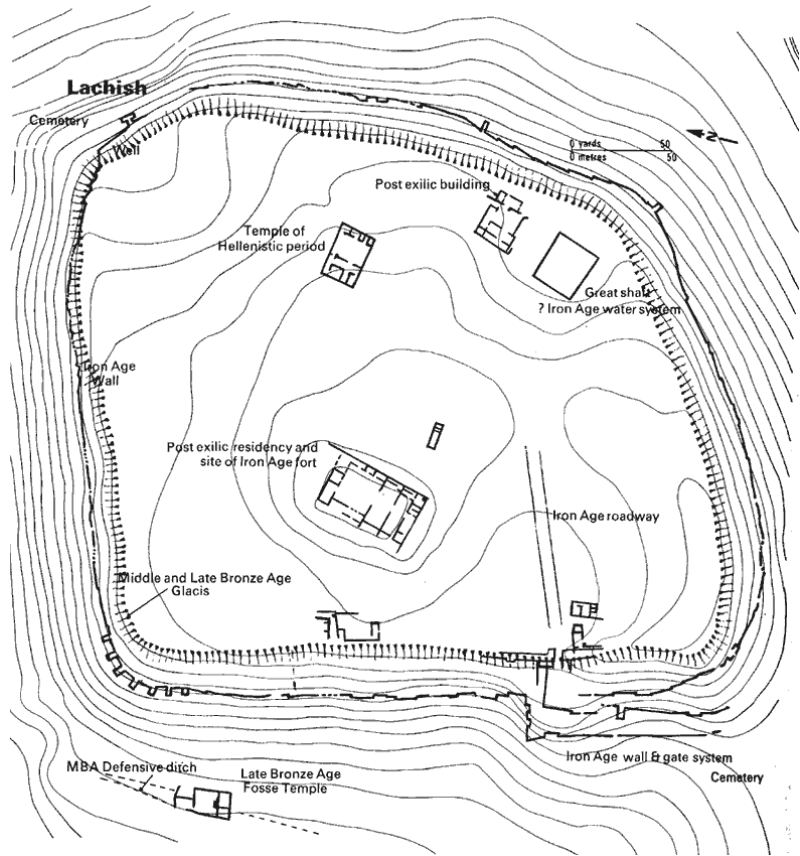 Lachish
Cemetery
Well
N
0 yards 50
0 metres 50
Post exilic building
Temple of
Hellenistic period
Great shaft
? Iron Age water system
Iron Age
Wall
Post exilic residency and
site of Iron Age fort
Iron Age roadway
Middle and Late Bronze Age
Glacis
Iron Age wall & gate system
Cemetery
MBA Defensive ditch
Late Bronze Age
Fosse Temple